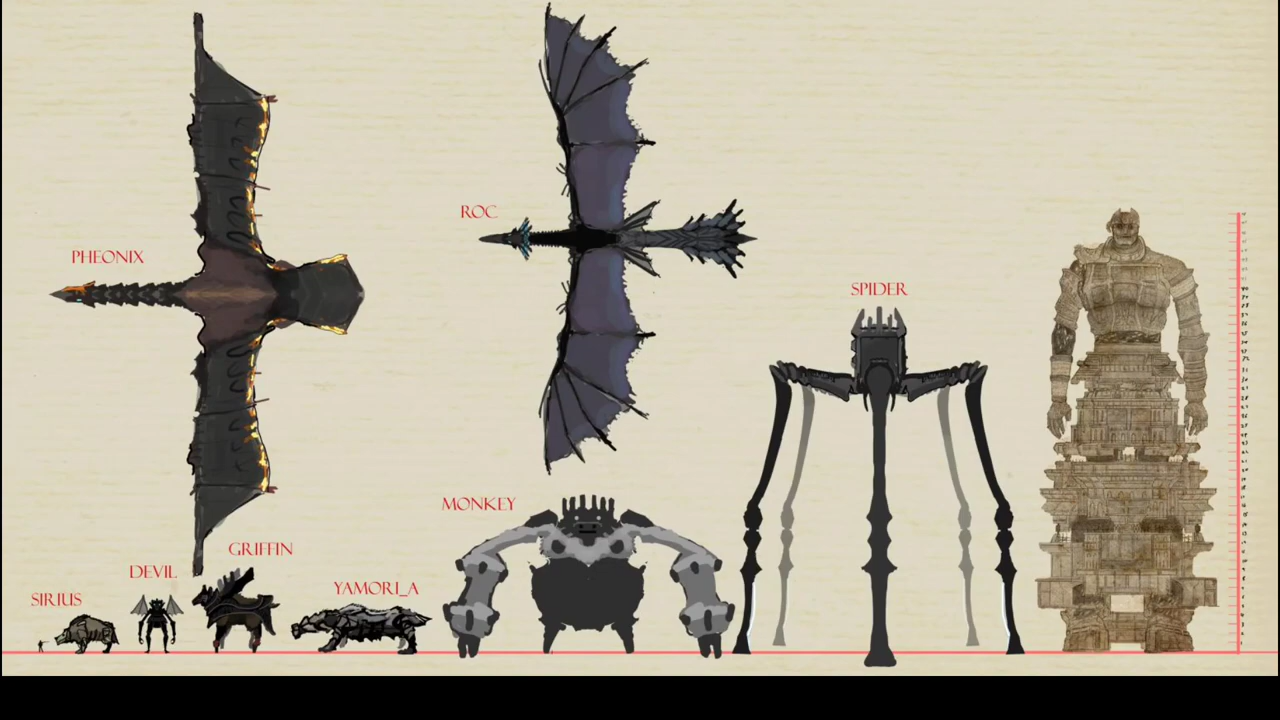 PHEONIX
ROC
SPIDER
MONKEY
GRIFFIN
DEVIL
YAMORI_A
SIRIUS